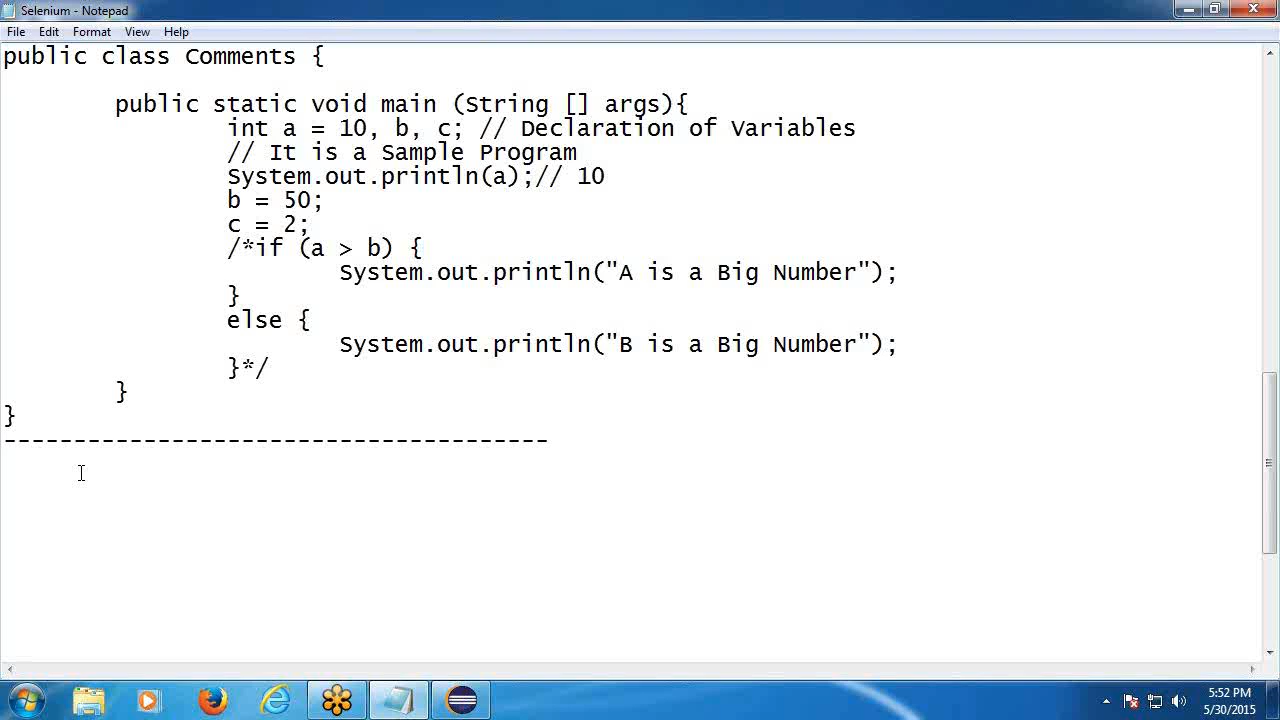 Selenium - Notepad
File Edit Format View Help
public class Comments {
public static void main (String [] args){
int a = 10, b, c; // Declaration of Variables
// It is a Sample Program
System.out.println(a);// 10
b = 50;
c = 2;
/*if (a > b) {
System.out.println("A is a Big Number");
}
else {
System.out.println("B is a Big Number");
}*/
}
}
---------------------------------------
5:52 PM
5/30/2015